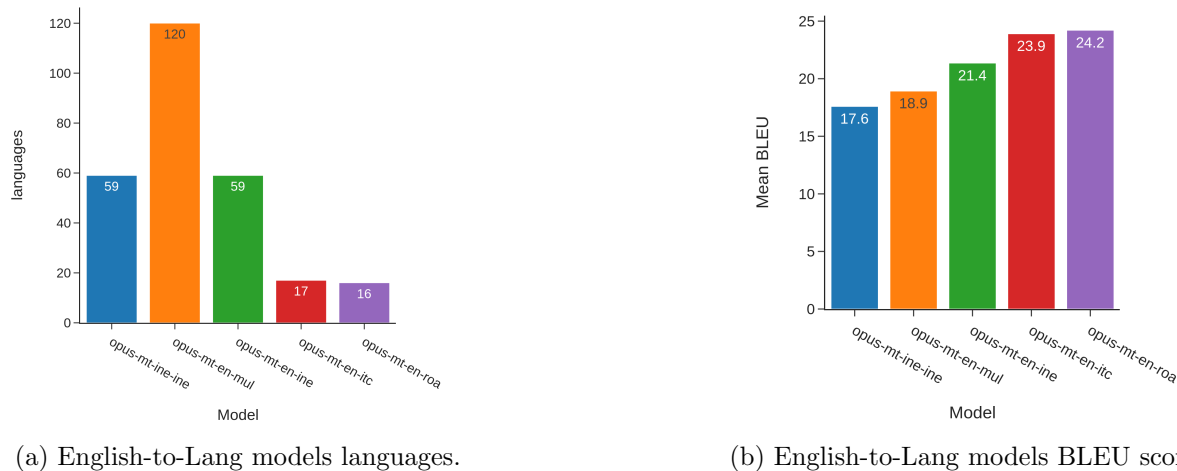 120
100
80
60
40
20
0
languages
59
120
59
17
16
opus-mt-ine-ine
opus-mt-en-mul
opus-mt-en-ine
opus-mt-en-itc
opus-mt-en-roa
Model
(a) English-to-Lang models languages.
25
20
15
10
5
0
Mean BLEU
17.6
18.9
21.4
23.9
24.2
opus-mt-ine-ine
opus-mt-en-mul
opus-mt-en-ine
opus-mt-en-itc
opus-mt-en-roa
Model
(b) English-to-Lang models BLEU